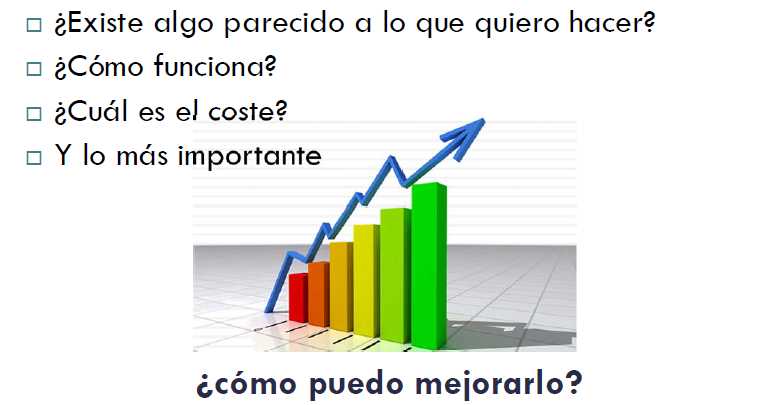 ¿Existe algo parecido a lo que quiero hacer?
¿Cómo funciona?
¿Cuál es el coste?
Y lo más importante
¿cómo puedo mejorarlo?